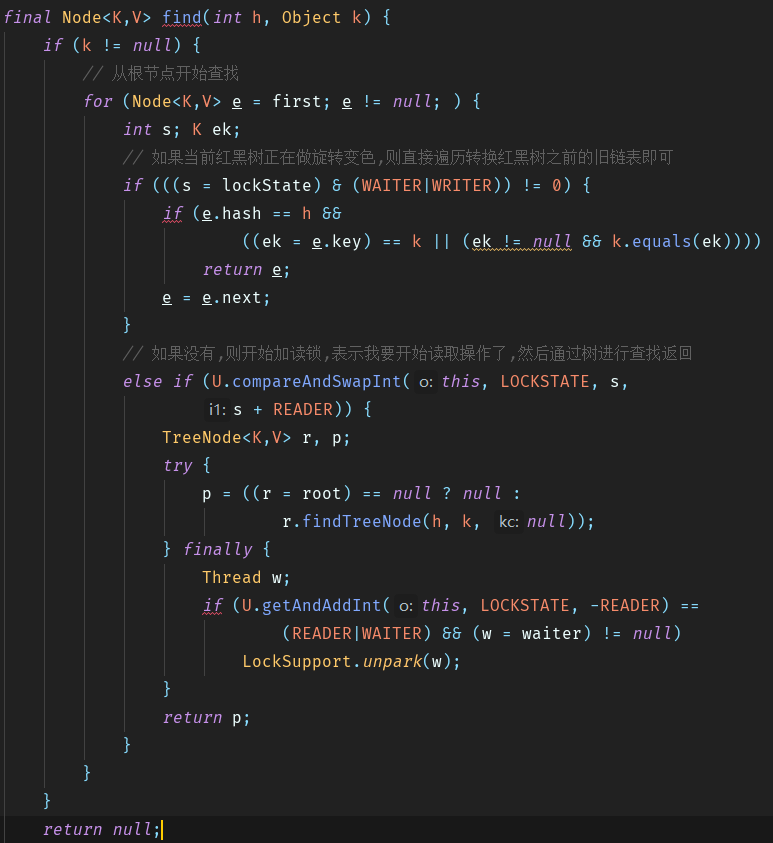 final Node<K,V> find(int h, Object k) {
    if (k != null) {
        // 从根节点开始查找
        for (Node<K,V> e = first; e != null; ) {
            int s; K ek;
            // 如果当前红黑树正在做旋转变色,则直接遍历转换红黑树之前的旧链表即可
            if (((s = lockState) & (WAITER|WRITER)) != 0) {
                if (e.hash == h &&
                        ((ek = e.key) == k || (ek != null && k.equals(ek))))
                    return e;
                e = e.next;
            }
            // 如果没有,则开始加读锁,表示我要开始读取操作了,然后通过树进行查找返回
            else if (U.compareAndSwapInt( o: this, LOCKSTATE, s,
                    i1: s + READER)) {
                TreeNode<K,V> r, p;
                try {
                    p = ((r = root) == null ? null :
                            r.findTreeNode(h, k, kc: null));
                } finally {
                    Thread w;
                    if (U.getAndAddInt( o: this, LOCKSTATE, -READER) ==
                            (READER|WAITER) && (w = waiter) != null)
                        LockSupport.unpark(w);
                }
                return p;
            }
        }
    }
    return null;